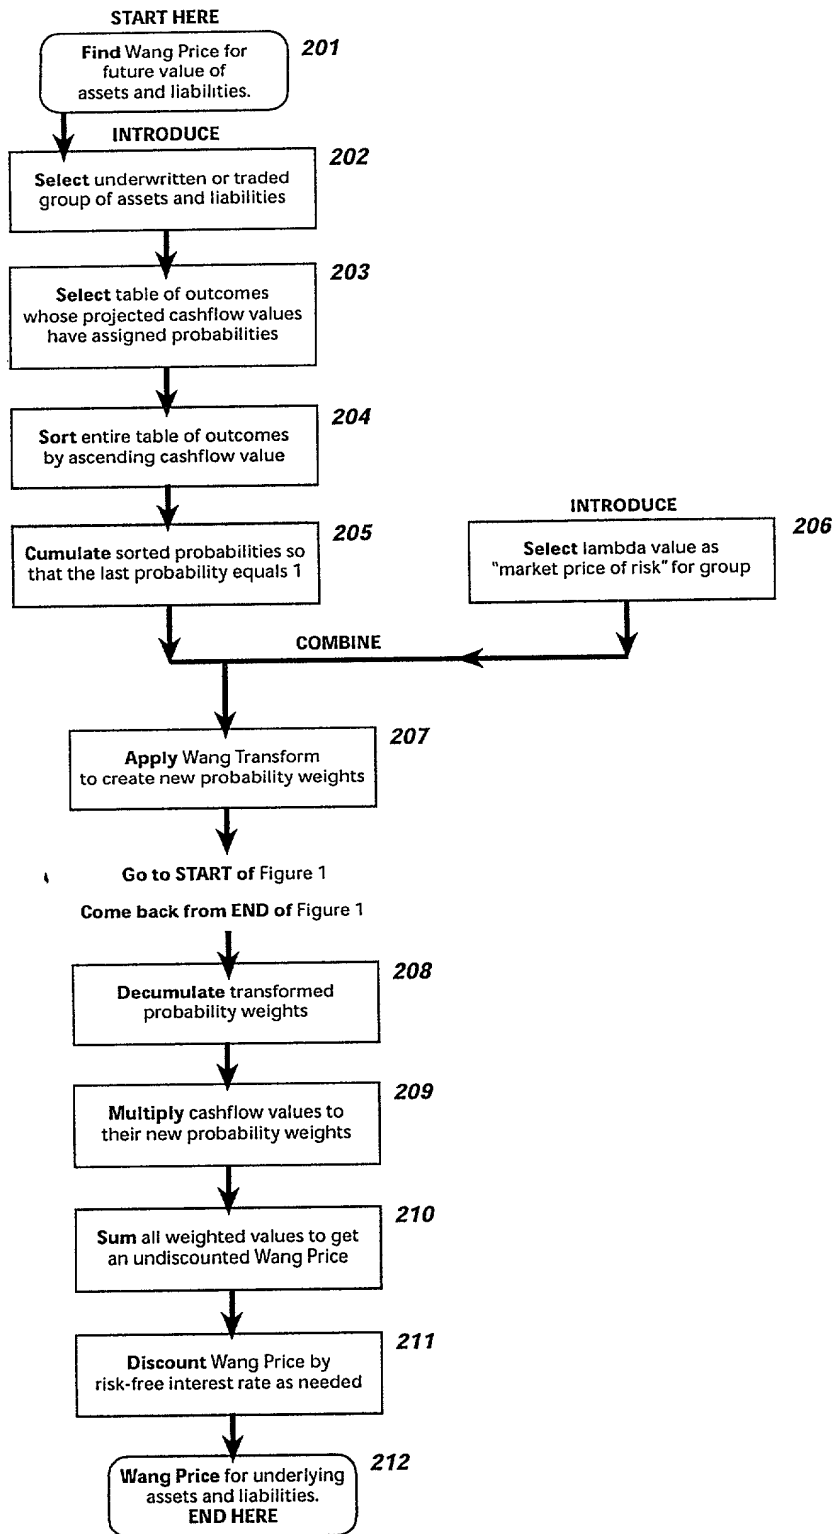 START HERE
Find Wang Price for
future value of
assets and liabilities.
201
INTRODUCE
Select underwritten or traded
group of assets and liabilities
202
Select table of outcomes
whose projected cashflow values
have assigned probabilities
203
Sort entire table of outcomes
by ascending cashflow value
204
Cumulate sorted probabilities so
that the last probability equals 1
205
INTRODUCE
Select lambda value as
"market price of risk" for group
206
COMBINE
Apply Wang Transform
to create new probability weights
207
Go to START of Figure 1
Come back from END of Figure 1
Decumulate transformed
probability weights
208
Multiply cashflow values to
their new probability weights
209
Sum all weighted values to get
an undiscounted Wang Price
210
Discount Wang Price by
risk-free interest rate as needed
211
Wang Price for underlying
assets and liabilities.
END HERE
212